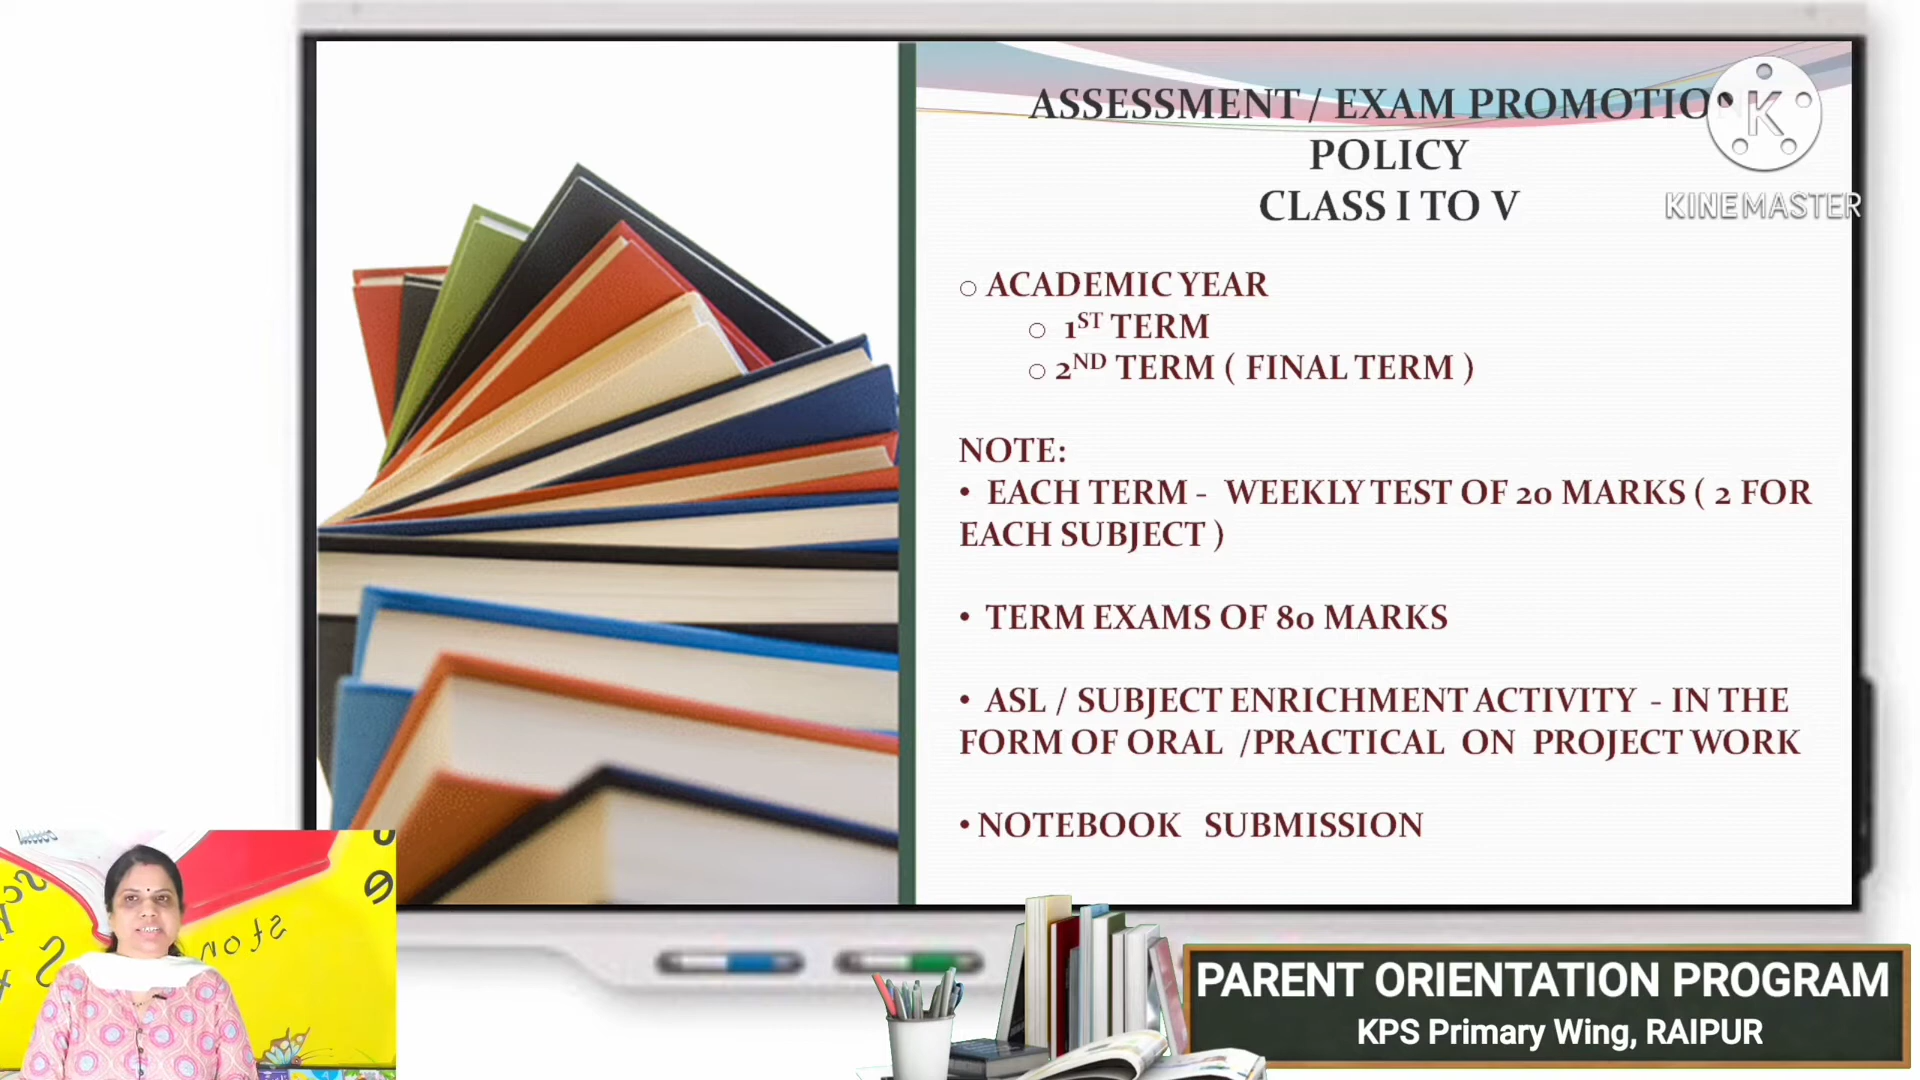 ASSESSMENT / EXAM PROMOTIO
POLICY
CLASS I TO V
K
KINEMASTER
○ ACADEMIC YEAR
○ 1ST TERM
○ 2ND TERM ( FINAL TERM )
NOTE:
• EACH TERM - WEEKLY TEST OF 20 MARKS ( 2 FOR
EACH SUBJECT )
• TERM EXAMS OF 80 MARKS
• ASL / SUBJECT ENRICHMENT ACTIVITY - IN THE
FORM OF ORAL /PRACTICAL ON PROJECT WORK
• NOTEBOOK SUBMISSION
PARENT ORIENTATION PROGRAM
KPS Primary Wing, RAIPUR